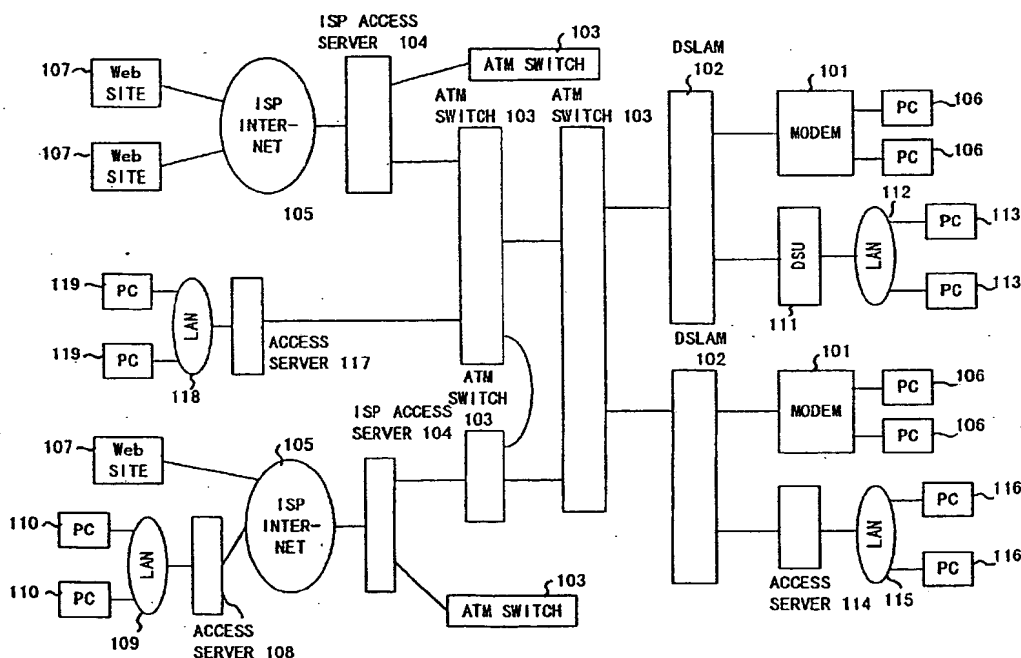 ISP ACCESS
SERVER 104
103
ATM SWITCH
107
Web
SITE
ISP
INTER-
NET
105
107
Web
SITE
ATM
SWITCH 103
ATM
SWITCH 103
DSLAM
102
101
MODEM
PC
106
PC
106
DSU
111
112
LAN
PC
113
PC
113
119
PC
119
PC
LAN
118
ACCESS
SERVER 117
ATM
SWITCH
103
DSLAM
102
101
MODEM
PC
106
PC
106
ISP ACCESS
SERVER 104
107
Web
SITE
105
ISP
INTER-
NET
110
PC
110
PC
LAN
109
ACCESS
SERVER 108
103
ATM SWITCH
ACCESS
SERVER 114
LAN
115
PC
116
PC
116